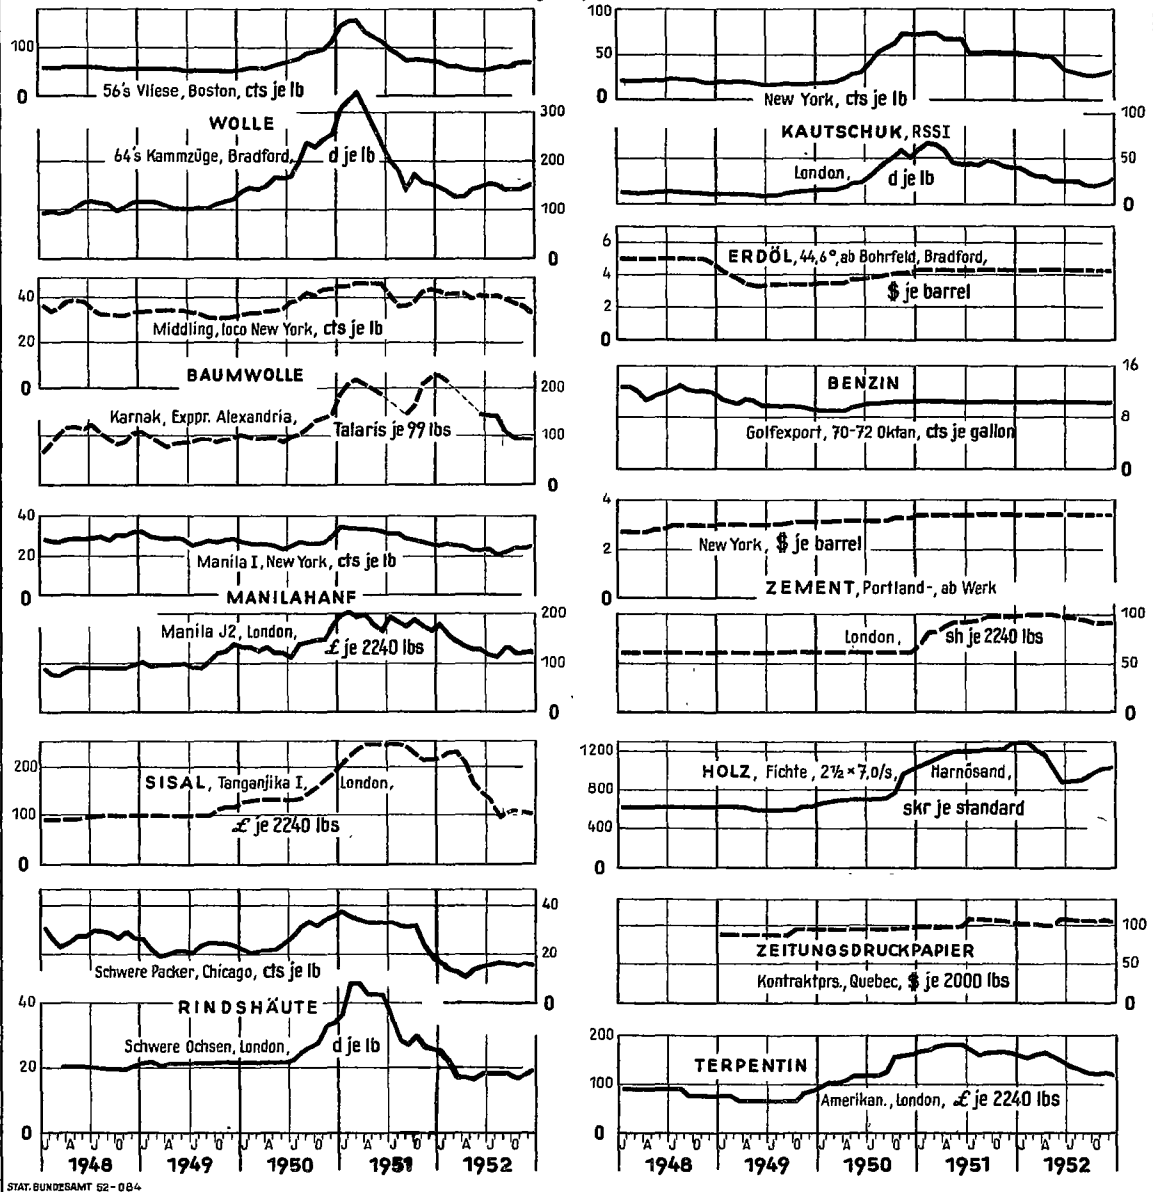 100
0
56's Vliese, Boston, cts je lb
WOLLE
300
64's Kammzüge, Bradford, d je lb
200
100
0
40
Middling, loco New York, cts je lb
20
0
BAUMWOLLE
200
Karnak, Exppr. Alexandria,
Talaris je 99 lbs
100
0
40
20
Manila I, New York, cts je lb
0
MANILAHANF
200
Manila J2, London,
£ je 2240 lbs
100
0
200
SISAL, Tanganjika I, London,
100
£ je 2240 lbs
0
40
20
Schwere Packer, Chicago, cts je lb
0
RINDSHÄUTE
40
Schwere Ochsen, London, d je lb
20
0
J A J O J A J O J A J O J A J O J A J O
1948 1949 1950 1951 1952
STAT. BUNDESAMT 52-084
100
50
0
New York, cts je lb
100
KAUTSCHUK, RSSI
50
London, d je lb
0
6
ERDÖL, 44,6°, ab Bohrfeld, Bradford,
4
$ je barrel
2
0
16
BENZIN
8
Golfexport, 70-72 Oktan, cts je gallon
0
4
New York, $ je barrel
2
0
ZEMENT, Portland-, ab Werk
100
London, sh je 2240 lbs
50
0
1200
HOLZ, Fichte, 2½ × 7,0/s, Harnösand,
800
skr je standard
400
0
100
ZEITUNGSDRUCKPAPIER
50
Kontraktprs., Quebec, $ je 2000 lbs
0
200
TERPENTIN
100
Amerikan., London, £ je 2240 lbs
0
J A J O J A J O J A J O J A J O J A J O
1948 1949 1950 1951 1952